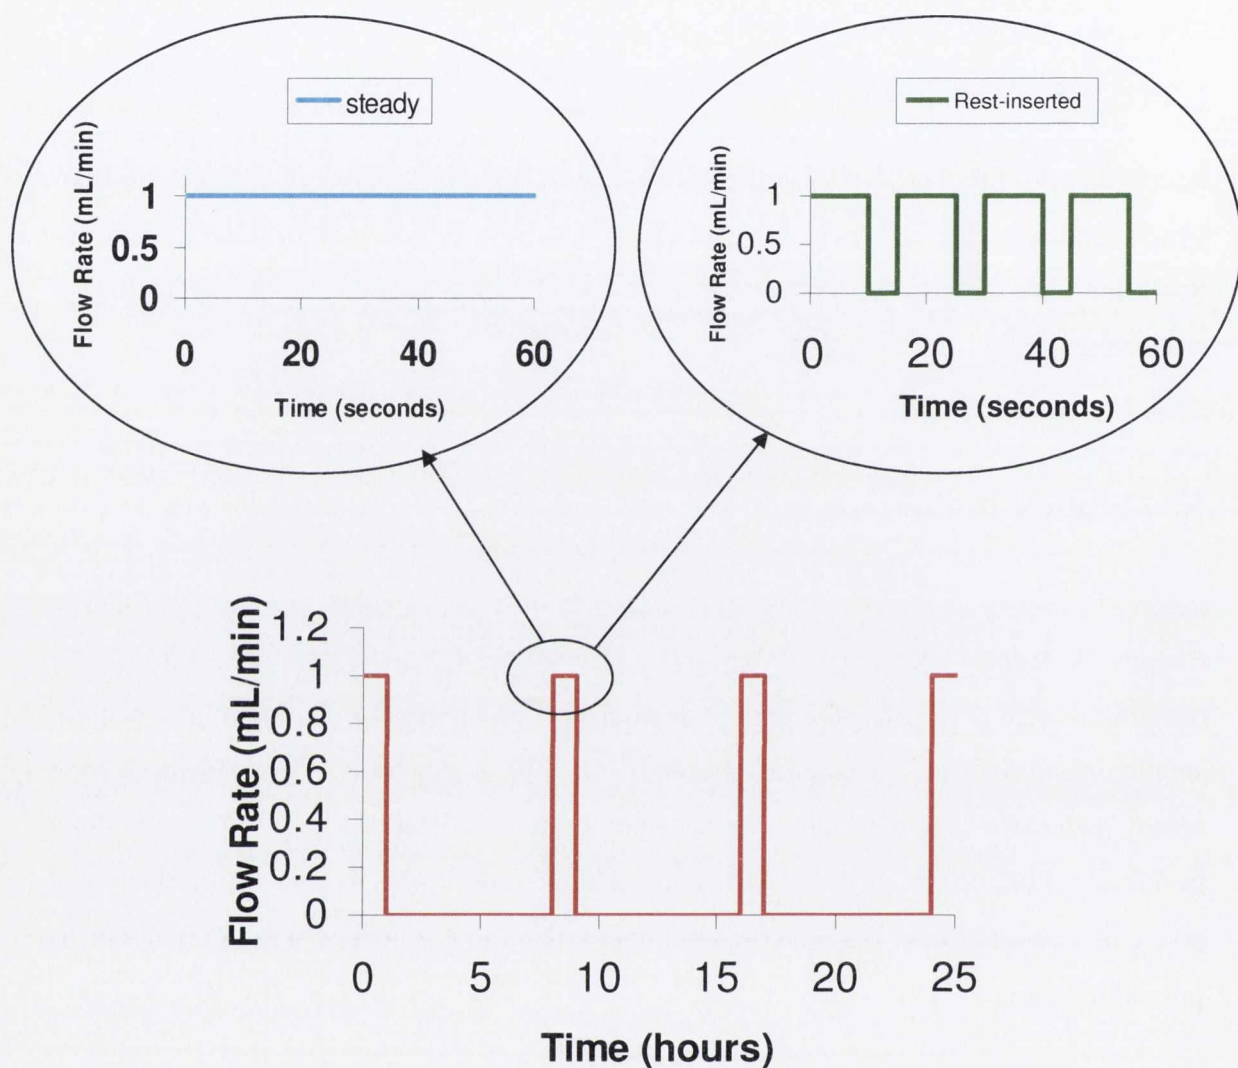 steady
Flow Rate (mL/min)
1
0.5
0
0 20 40 60
Time (seconds)
Rest-inserted
Flow Rate (mL/min)
1
0.5
0
0 20 40 60
Time (seconds)
Flow Rate (mL/min)
1.2
1
0.8
0.6
0.4
0.2
0
0 5 10 15 20 25
Time (hours)